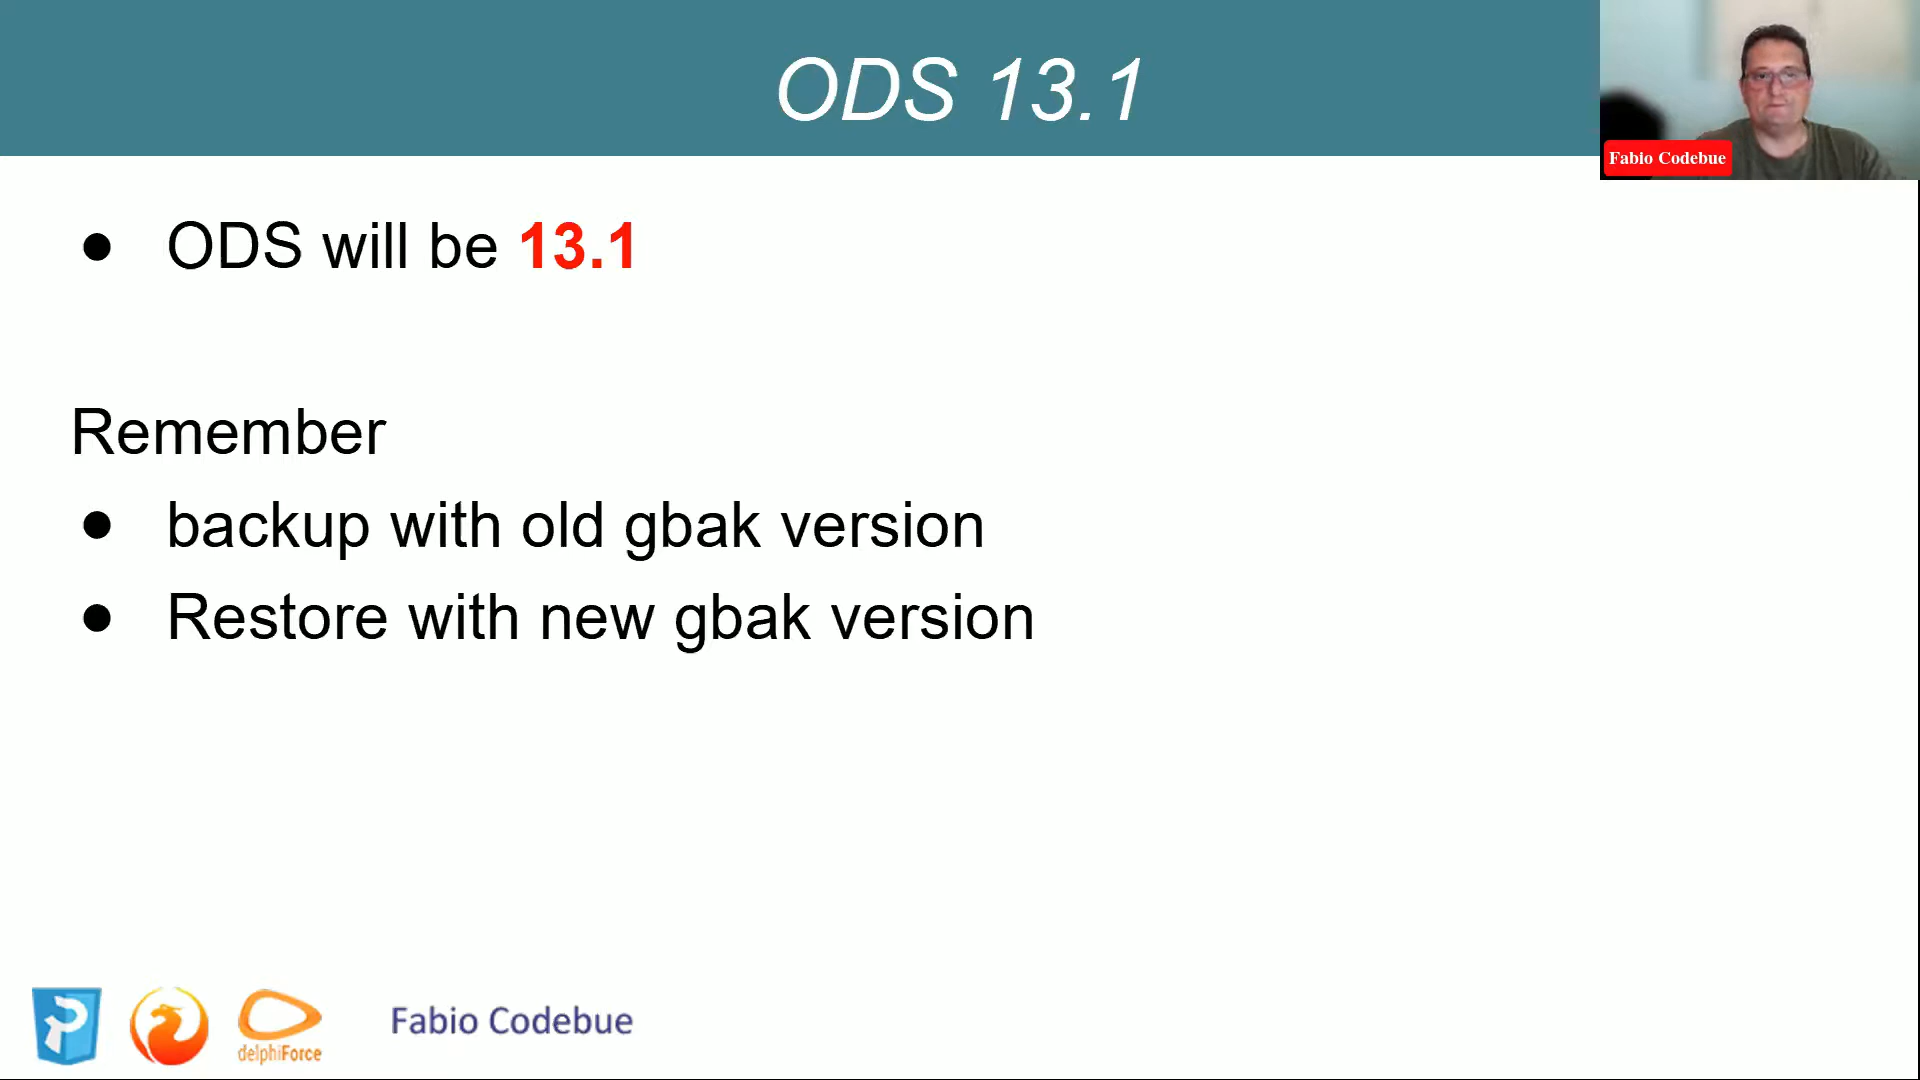 ODS 13.1
Fabio Codebue
● ODS will be 13.1
Remember
● backup with old gbak version
● Restore with new gbak version
delphiForce
Fabio Codebue